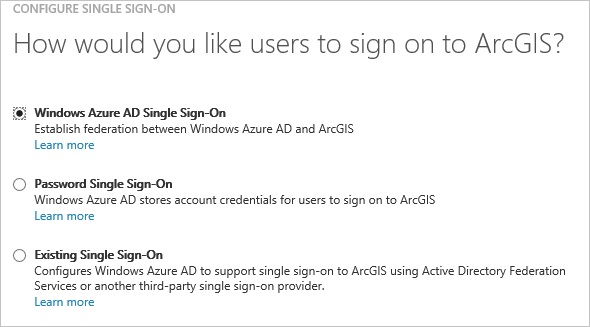 CONFIGURE SINGLE SIGN-ON
How would you like users to sign on to ArcGIS?
Windows Azure AD Single Sign-On
Establish federation between Windows Azure AD and ArcGIS
Learn more
Password Single Sign-On
Windows Azure AD stores account credentials for users to sign on to ArcGIS
Learn more
Existing Single Sign-On
Configures Windows Azure AD to support single sign-on to ArcGIS using Active Directory Federation
Services or another third-party single sign-on provider.
Learn more